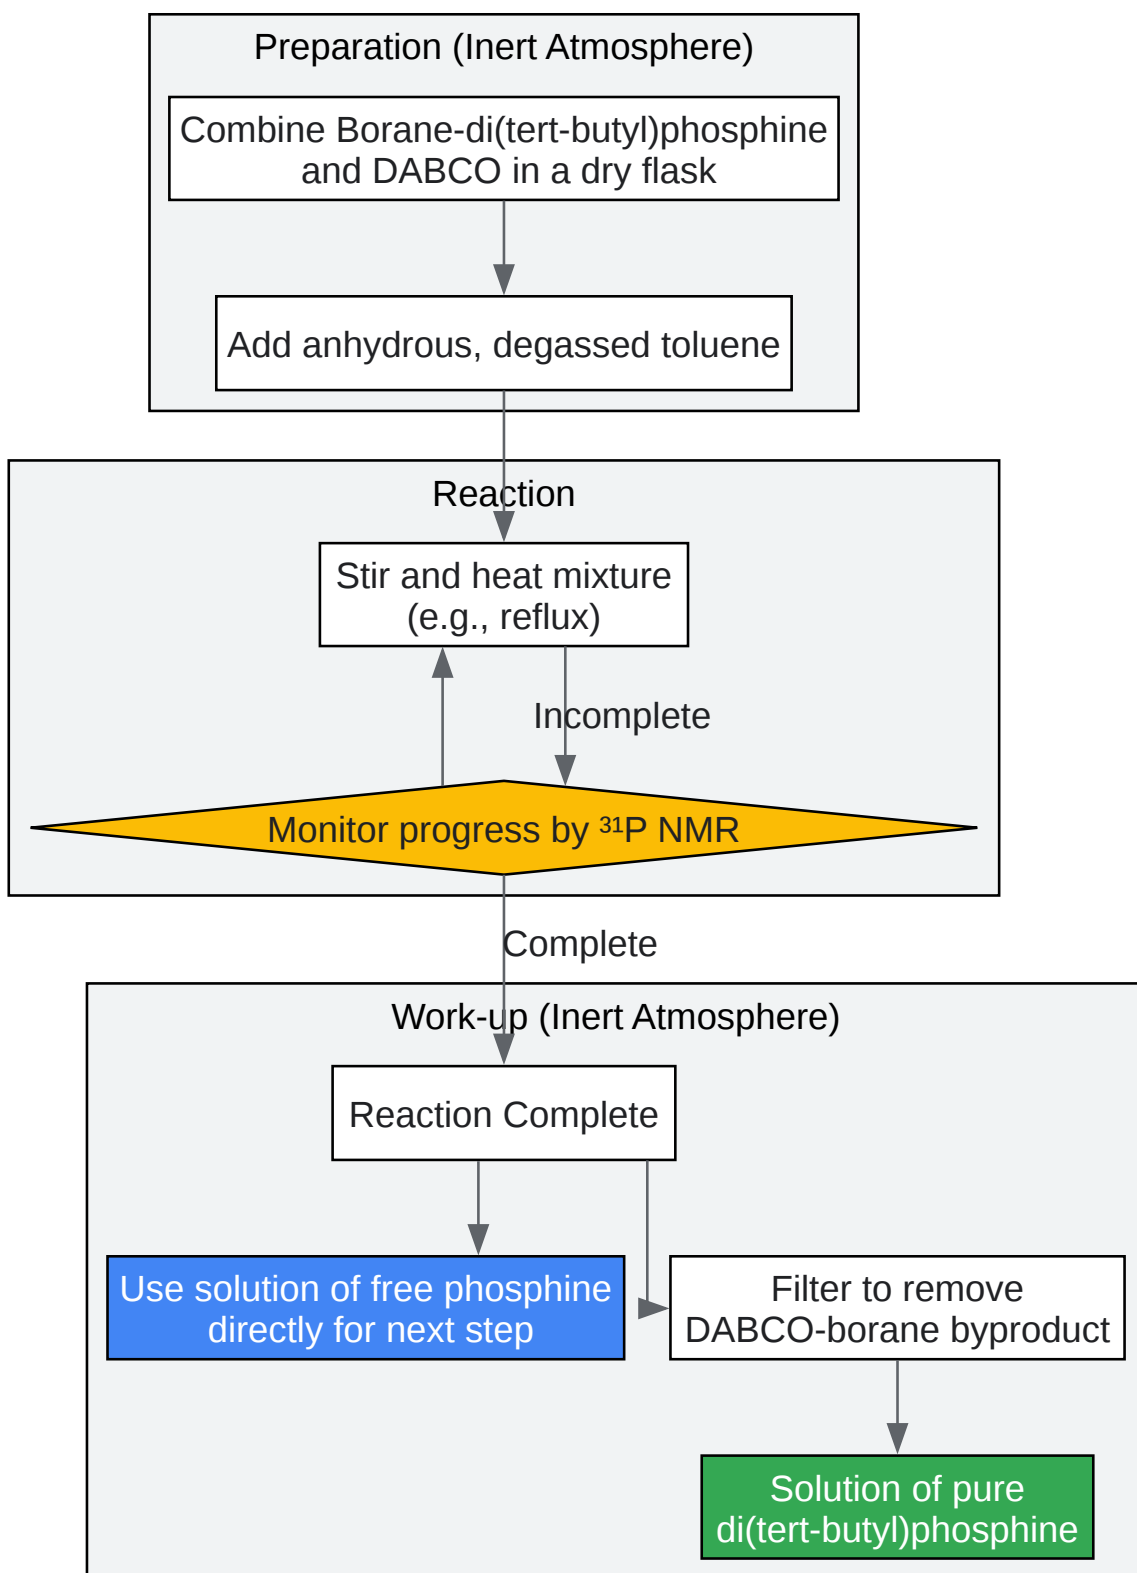 Preparation (Inert Atmosphere)
Combine Borane-di(tert-butyl)phosphine
and DABCO in a dry flask
Add anhydrous, degassed toluene
Reaction
Stir and heat mixture
(e.g., reflux)
Incomplete
Monitor progress by ³¹P NMR
Complete
Work-up (Inert Atmosphere)
Reaction Complete
Use solution of free phosphine
directly for next step
Filter to remove
DABCO-borane byproduct
Solution of pure
di(tert-butyl)phosphine